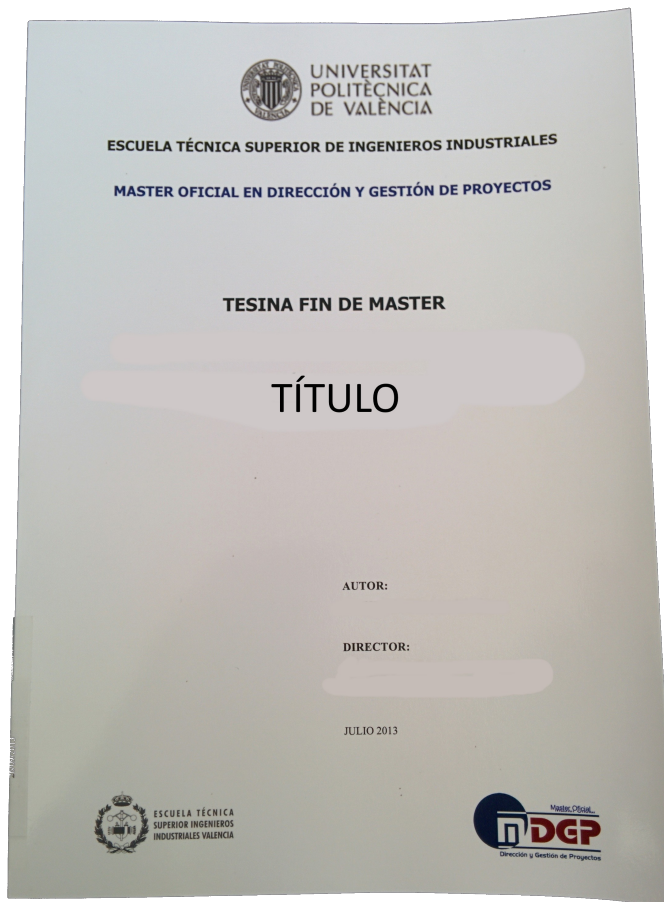 UNIVERSITAT
POLITÈCNICA
DE VALÈNCIA
ESCUELA TÉCNICA SUPERIOR DE INGENIEROS INDUSTRIALES
MASTER OFICIAL EN DIRECCIÓN Y GESTIÓN DE PROYECTOS
TESINA FIN DE MASTER
TÍTULO
AUTOR:
DIRECTOR:
JULIO 2013
ESCUELA TÉCNICA
SUPERIOR INGENIEROS
INDUSTRIALES VALENCIA
Master Oficial
DGP
Dirección y Gestión de Proyectos